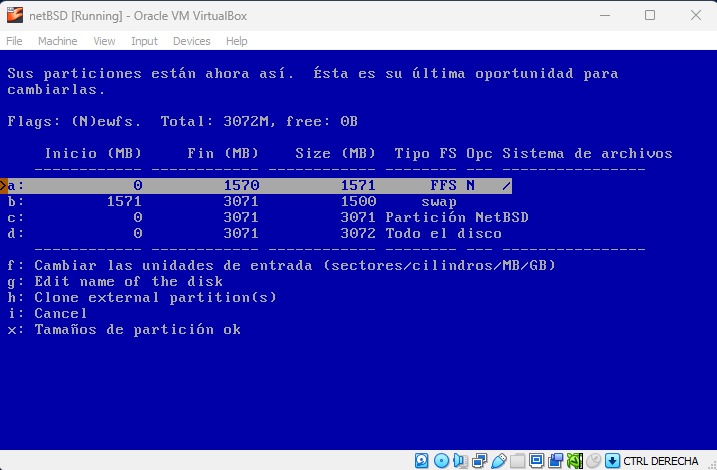 netBSD [Running] - Oracle VM VirtualBox
File Machine View Input Devices Help
Sus particiones están ahora así. Ésta es su última oportunidad para
cambiarlas.
Flags: (N)ewfs. Total: 3072M, free: 0B
Inicio (MB) Fin (MB) Size (MB) Tipo FS Opc Sistema de archivos
------------ ------------ ------------ -------- --- ----------------
>a: 0 1570 1571 FFS N /
b: 1571 3071 1500 swap
c: 0 3071 3071 Partición NetBSD
d: 0 3071 3072 Todo el disco
------------ ------------ ------------ -------- --- ----------------
f: Cambiar las unidades de entrada (sectores/cilindros/MB/GB)
g: Edit name of the disk
h: Clone external partition(s)
i: Cancel
x: Tamaños de partición ok
CTRL DERECHA